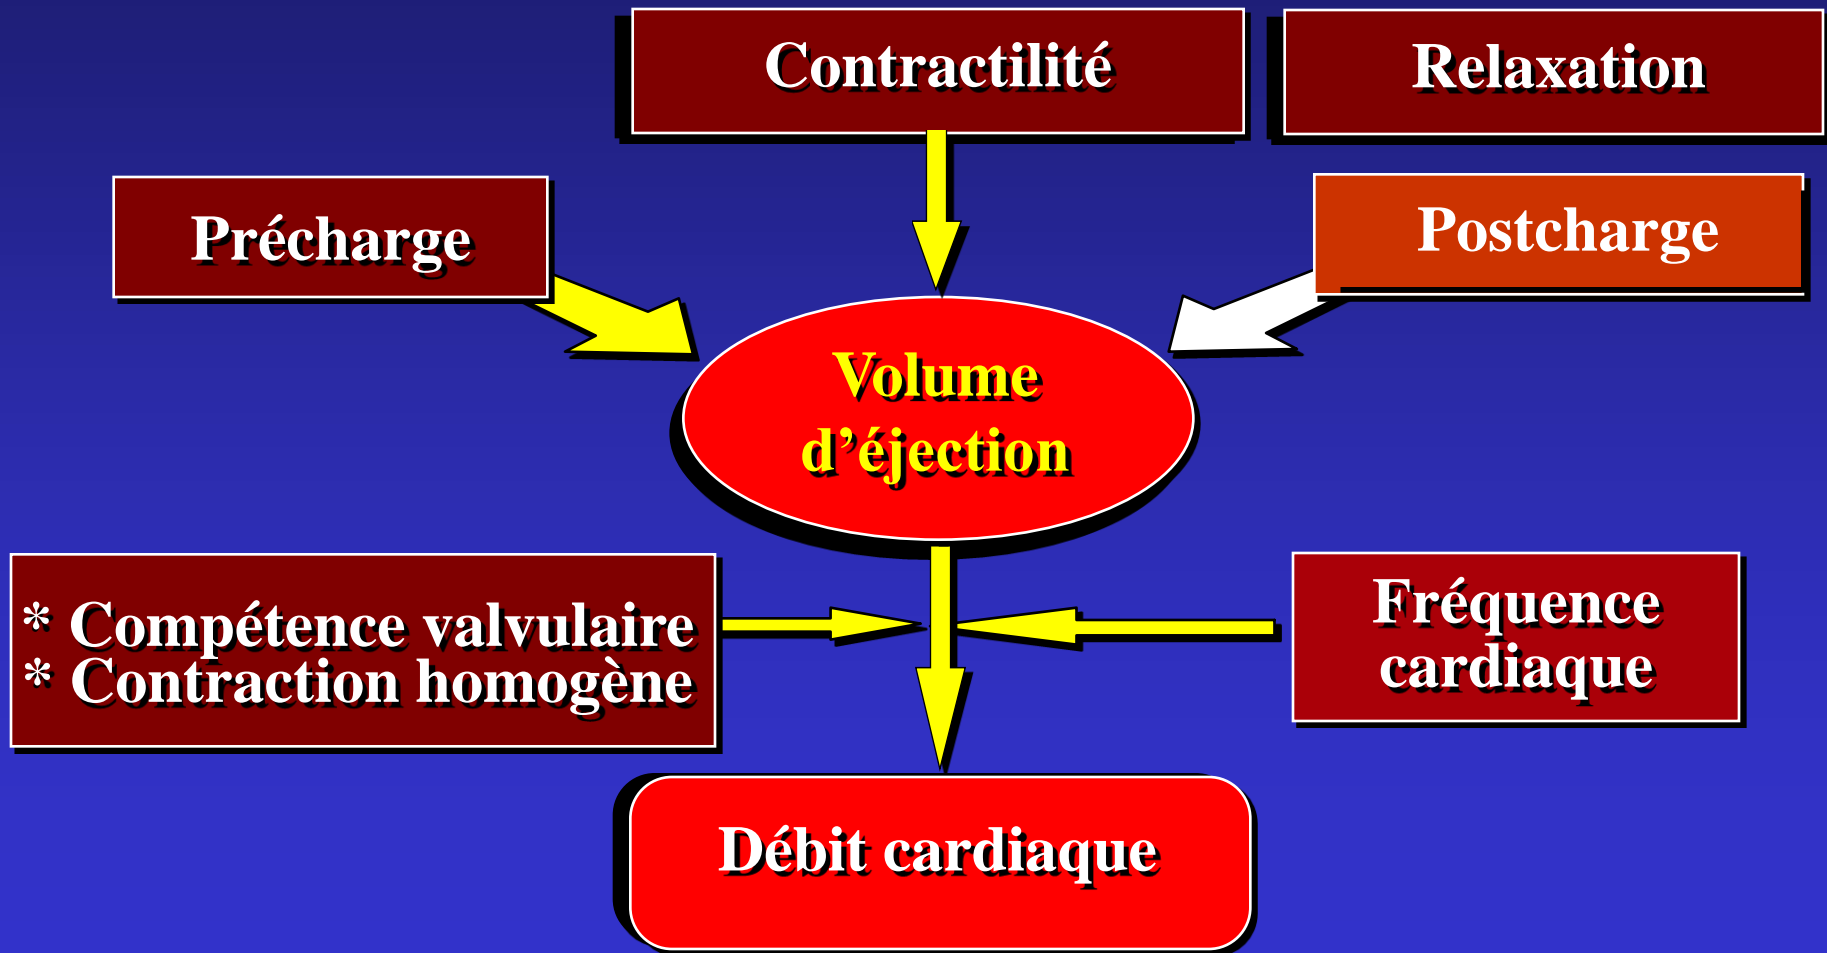 Contractilité
Relaxation
Précharge
Postcharge
Volume
d’éjection
* Compétence valvulaire
* Contraction homogène
Fréquence
cardiaque
Débit cardiaque